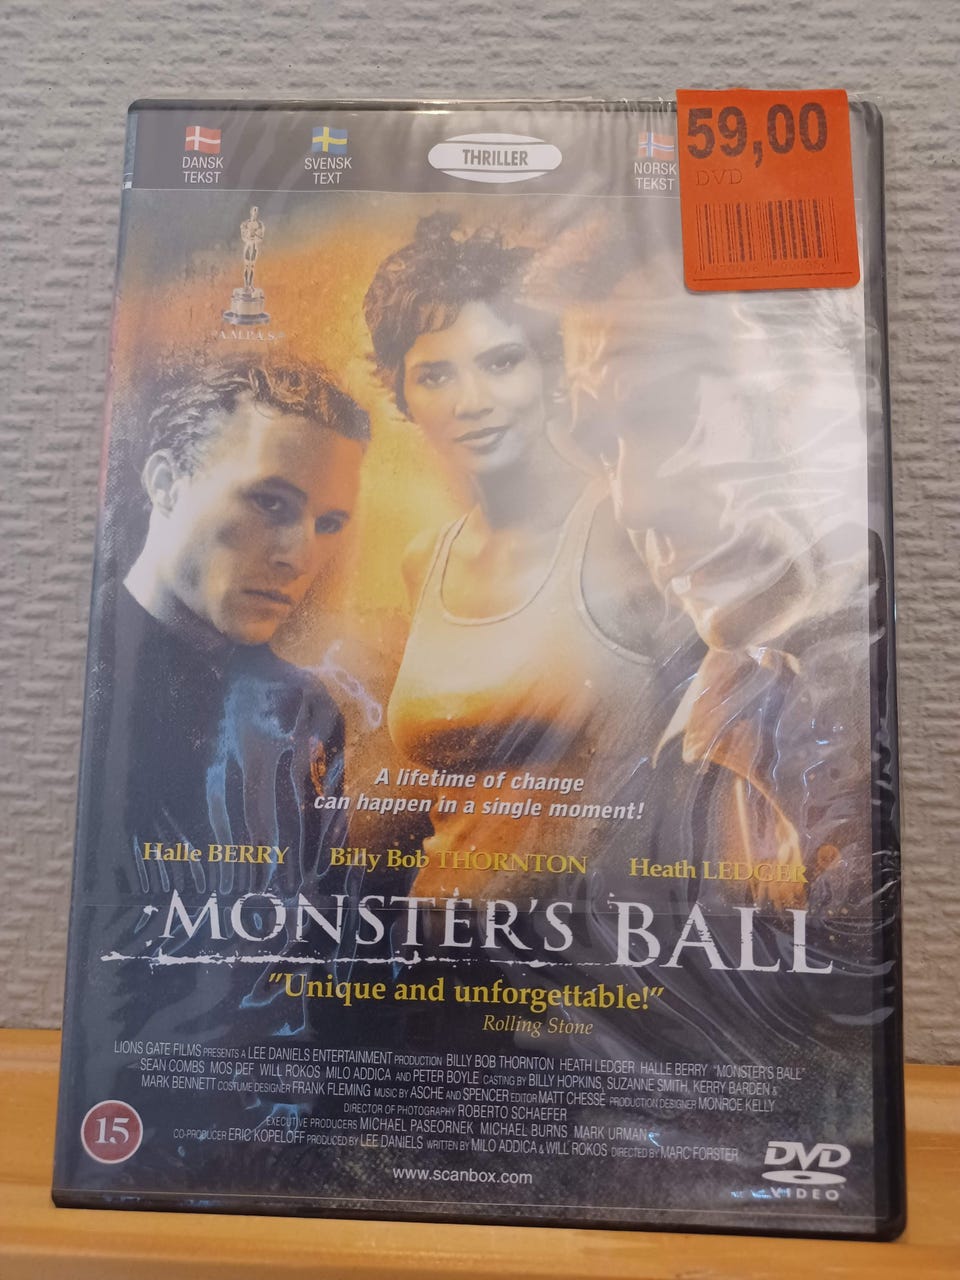 DANSK
TEKST
SVENSK
TEXT
THRILLER
NORSK
TEKST
59,00
DVD
"A.M.P.A.S.®"
A lifetime of change
can happen in a single moment!
Halle BERRY Billy Bob THORNTON Heath LEDGER
MONSTER'S BALL
"Unique and unforgettable!"
Rolling Stone
LIONS GATE FILMS PRESENTS A LEE DANIELS ENTERTAINMENT PRODUCTION BILLY BOB THORNTON HEATH LEDGER HALLE BERRY "MONSTER'S BALL"
SEAN COMBS MOS DEF WILL ROKOS MILO ADDICA AND PETER BOYLE CASTING BY BILLY HOPKINS, SUZANNE SMITH, KERRY BARDEN &
MARK BENNETT COSTUME DESIGNER FRANK FLEMING MUSIC BY ASCHE AND SPENCER EDITOR MATT CHESSE PRODUCTION DESIGNER MONROE KELLY
DIRECTOR OF PHOTOGRAPHY ROBERTO SCHAEFER
EXECUTIVE PRODUCERS MICHAEL PASEORNEK MICHAEL BURNS MARK URMAN
CO-PRODUCER ERIC KOPELOFF PRODUCED BY LEE DANIELS WRITTEN BY MILO ADDICA & WILL ROKOS DIRECTED BY MARC FORSTER
15
www.scanbox.com
DVD
VIDEO